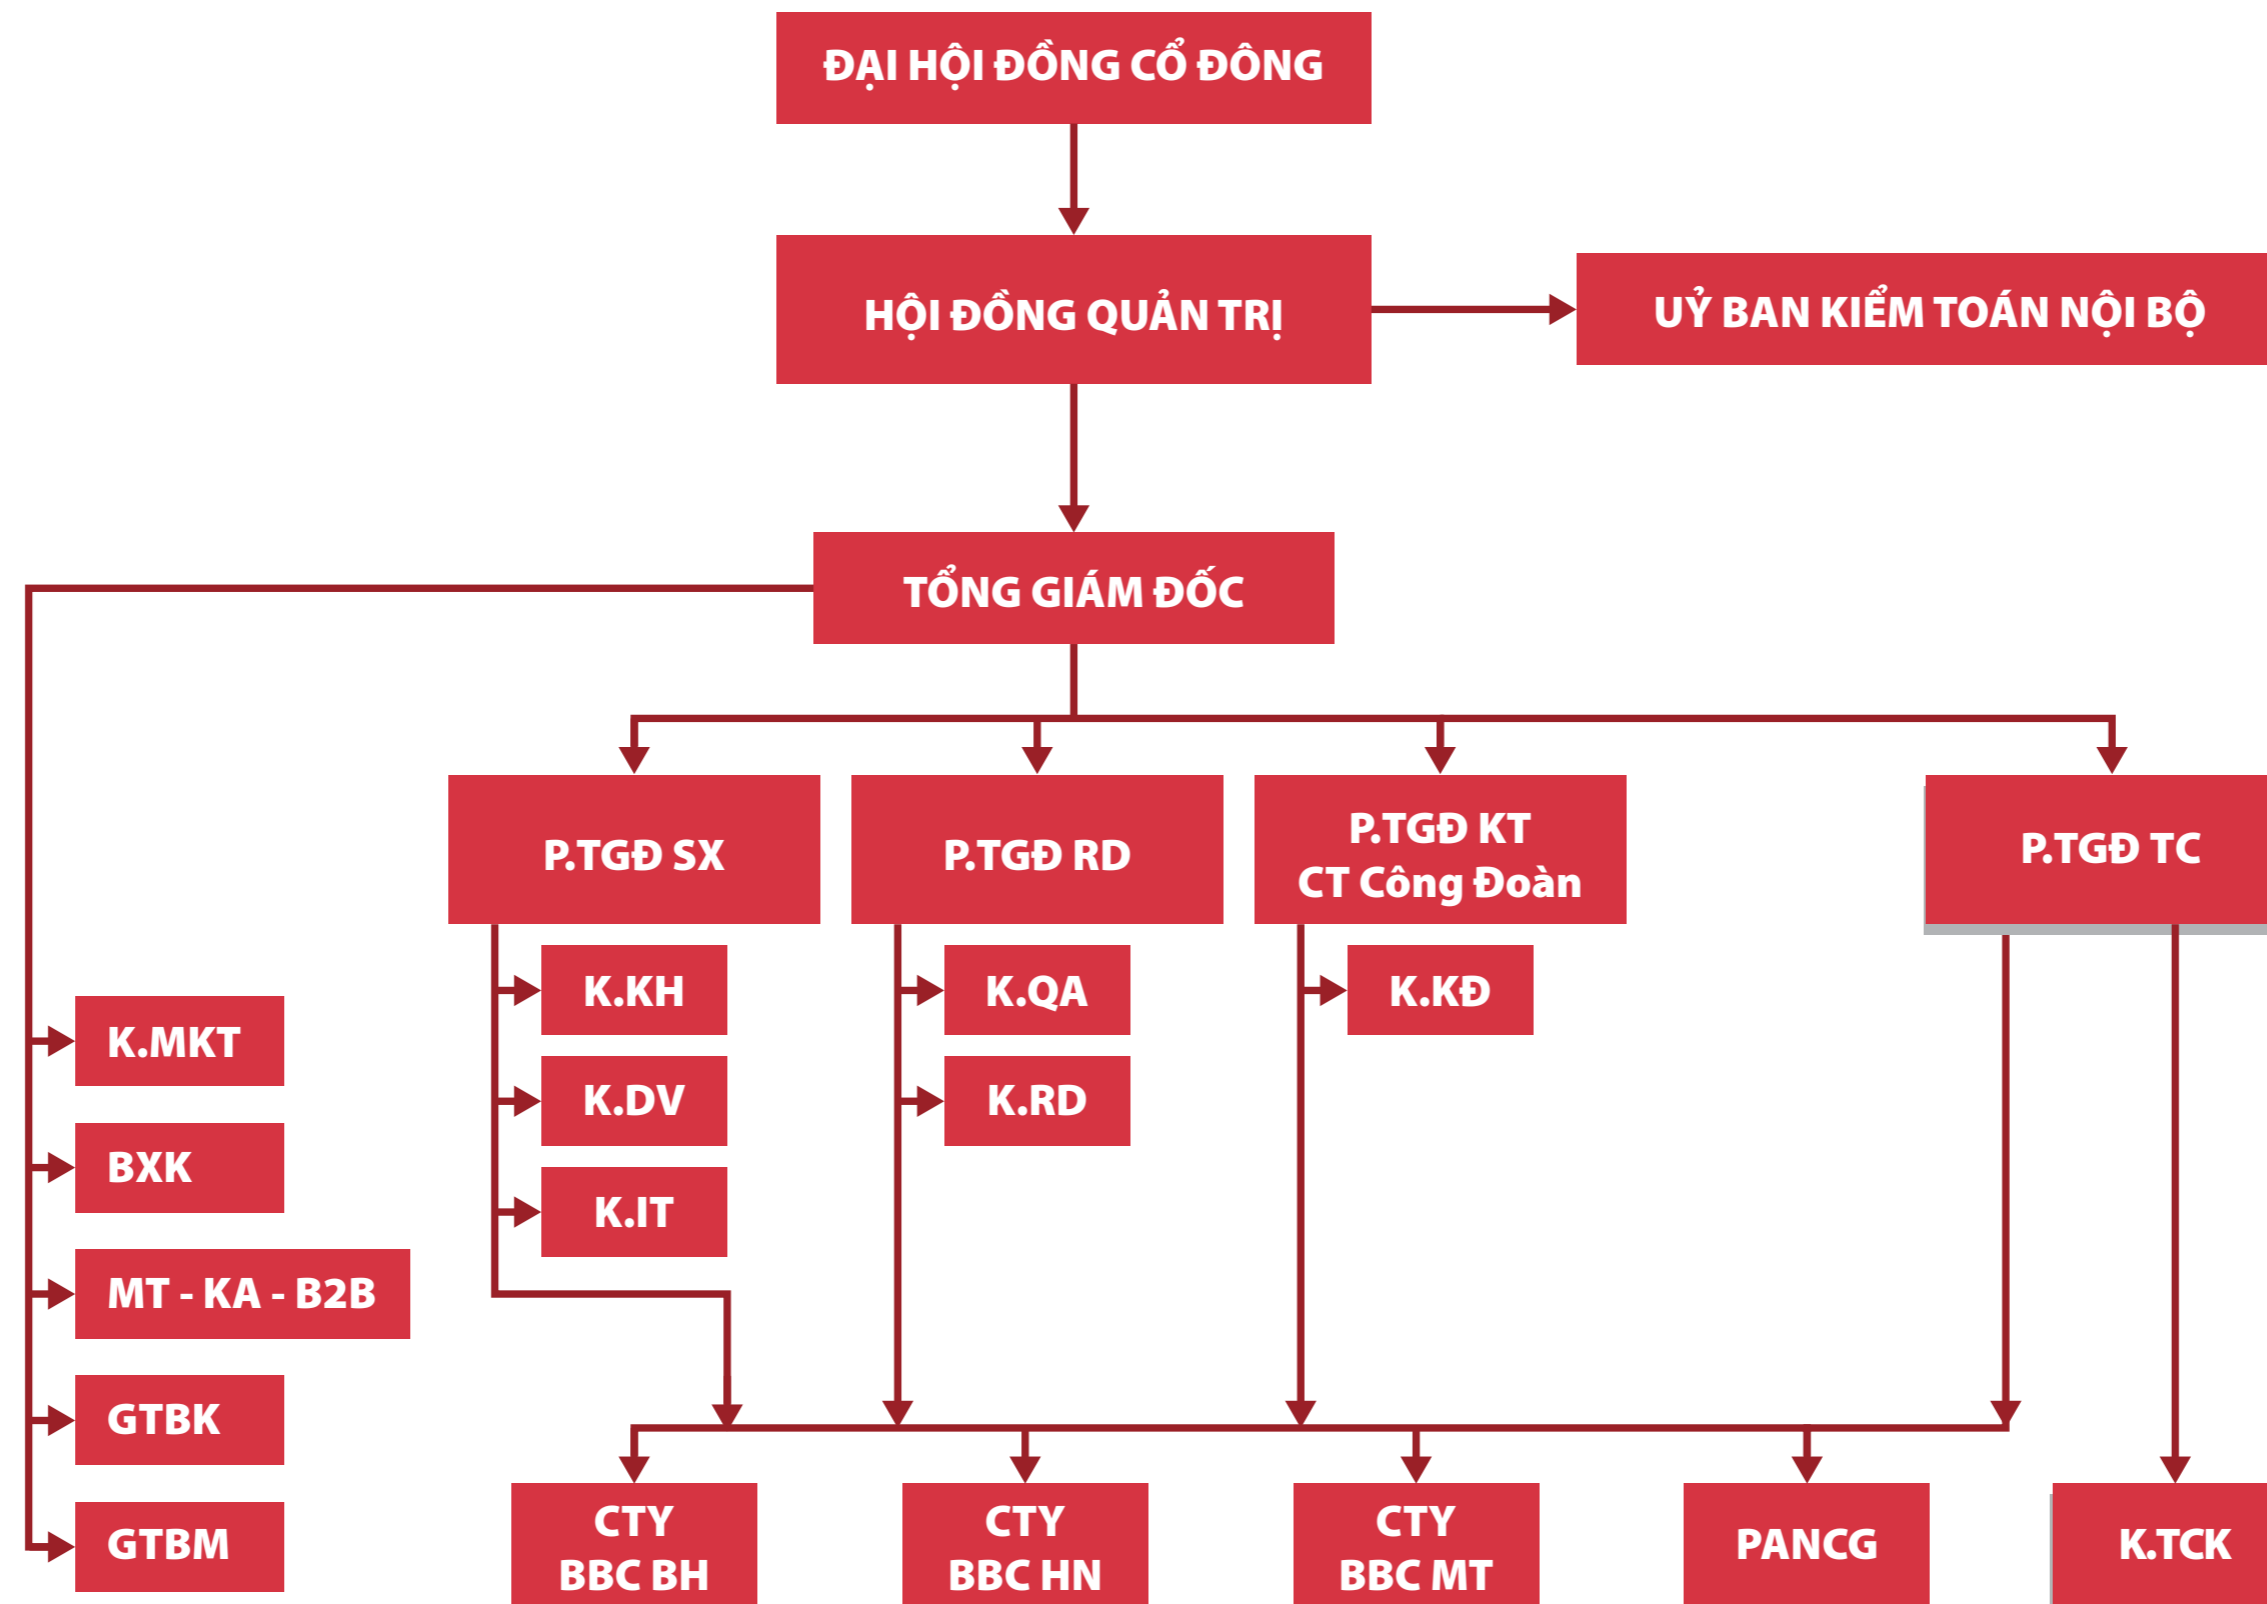 ĐẠI HỘI ĐỒNG CỔ ĐÔNG
HỘI ĐỒNG QUẢN TRỊ
UỶ BAN KIỂM TOÁN NỘI BỘ
TỔNG GIÁM ĐỐC
P.TGĐ SX
P.TGĐ RD
P.TGĐ KT
CT Công Đoàn
P.TGĐ TC
K.KH
K.QA
K.KĐ
K.MKT
K.DV
K.RD
BXK
K.IT
MT - KA - B2B
GTBK
GTBM
CTY
BBC BH
CTY
BBC HN
CTY
BBC MT
PANCG
K.TCK